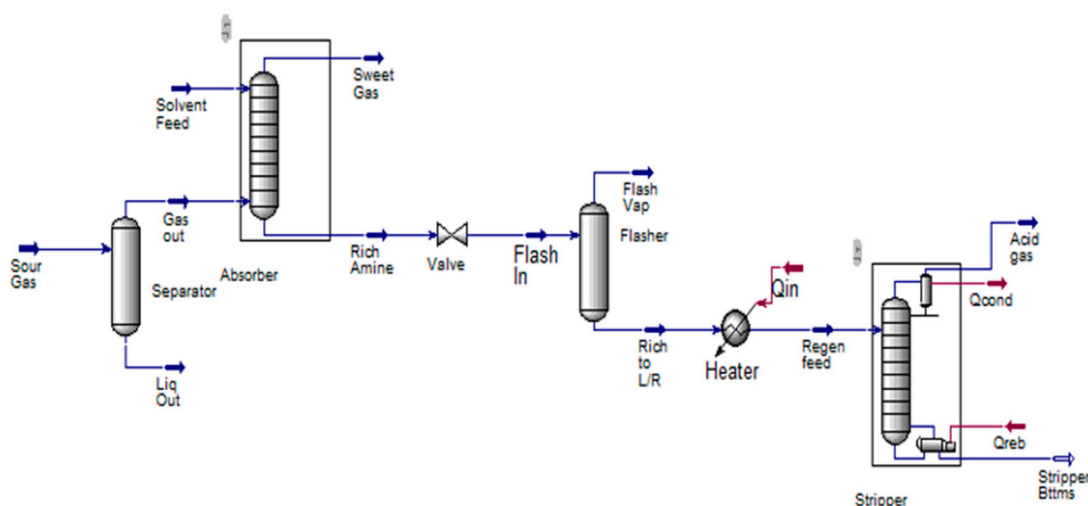 Sour
Gas
Separator
Liq
Out
Gas
out
Solvent
Feed
Absorber
Sweet
Gas
Rich
Amine
Valve
Flash
In
Flash
Vap
Flasher
Rich
to
L/R
Qin
Heater
Regen
feed
Acid
gas
Qcond
Qreb
Stripper
Bttms
Stripper